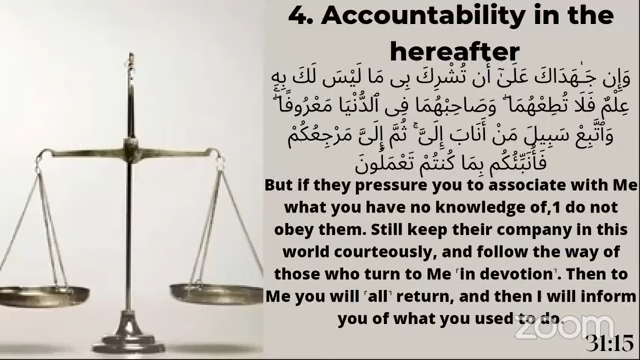 4. Accountability in the
hereafter
وَإِن جَـٰهَدَاكَ عَلَىٰٓ أَن تُشْرِكَ بِى مَا لَيْسَ لَكَ بِهِۦ
عِلْمٌ فَلَا تُطِعْهُمَا ۖ وَصَاحِبْهُمَا فِى ٱلدُّنْيَا مَعْرُوفًا ۖ
وَٱتَّبِعْ سَبِيلَ مَنْ أَنَابَ إِلَىَّ ۚ ثُمَّ إِلَىَّ مَرْجِعُكُمْ
فَأُنَبِّئُكُم بِمَا كُنتُمْ تَعْمَلُونَ
But if they pressure you to associate with Me
what you have no knowledge of,1 do not
obey them. Still keep their company in this
world courteously, and follow the way of
those who turn to Me ˹in devotion˺. Then to
Me you will ˹all˺ return, and then I will inform
you of what you used to do.
zoom
31:15